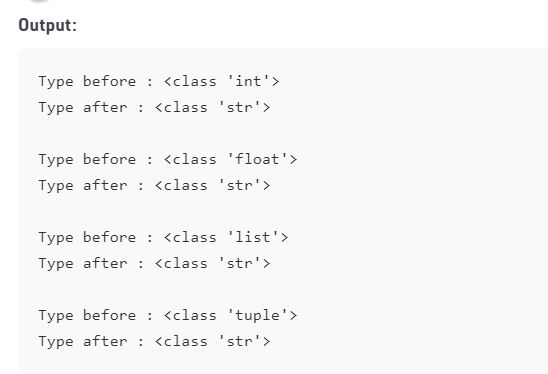 Output:
Type before : <class 'int'>
Type after : <class 'str'>
Type before : <class 'float'>
Type after : <class 'str'>
Type before : <class 'list'>
Type after : <class 'str'>
Type before : <class 'tuple'>
Type after : <class 'str'>